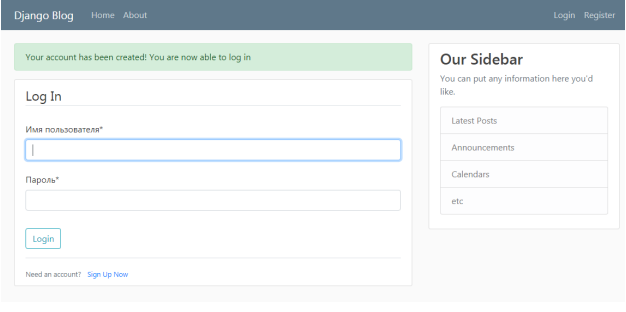 Django Blog Home About Login Register
Your account has been created! You are now able to log in
Log In
Имя пользователя*
Пароль*
Login
Need an account? Sign Up Now
Our Sidebar
You can put any information here you'd
like.
Latest Posts
Announcements
Calendars
etc